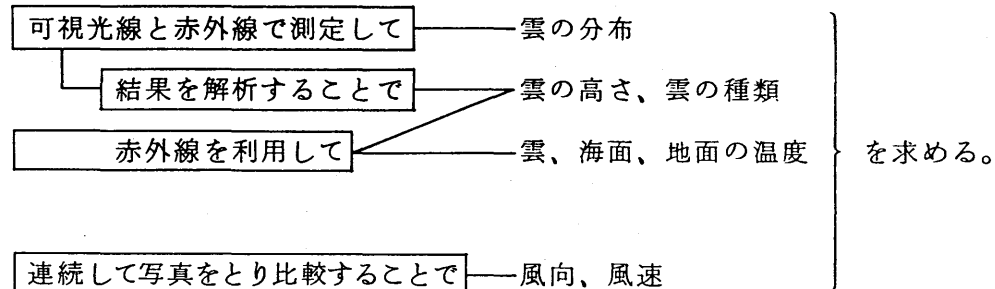 可視光線と赤外線で測定して 雲の分布
結果を解析することで 雲の高さ、雲の種類
赤外線を利用して 雲、海面、地面の温度 を求める。
連続して写真をとり比較することで 風向、風速